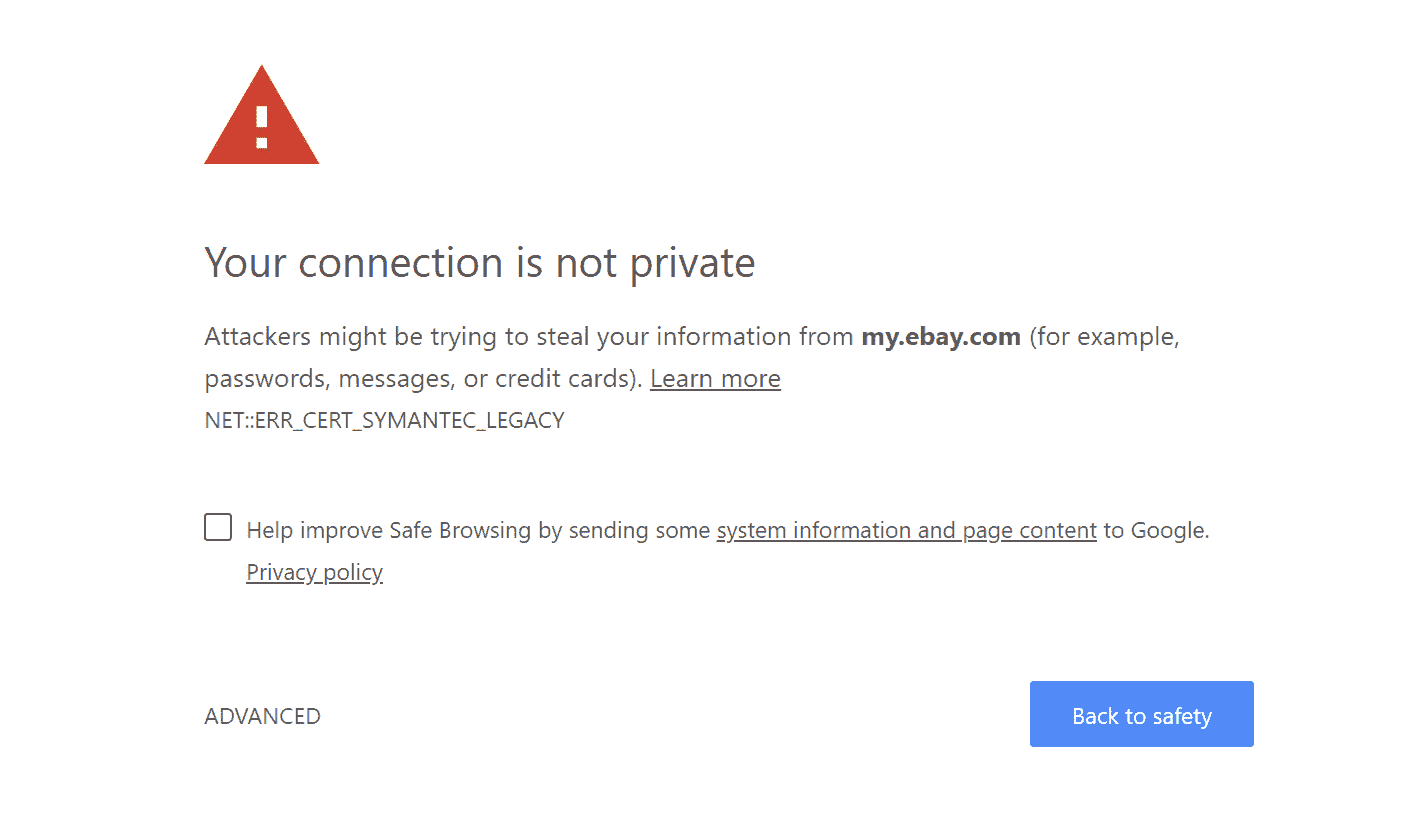 Your connection is not private
Attackers might be trying to steal your information from my.ebay.com (for example,
passwords, messages, or credit cards). Learn more
NET::ERR_CERT_SYMANTEC_LEGACY
Help improve Safe Browsing by sending some system information and page content to Google.
Privacy policy
ADVANCED
Back to safety